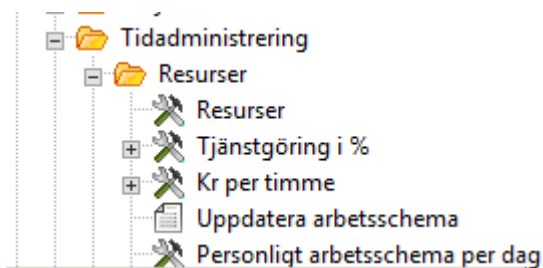 Tidadministrering
Resurser
Resurser
Tjänstgöring i %
Kr per timme
Uppdatera arbetsschema
Personligt arbetsschema per dag